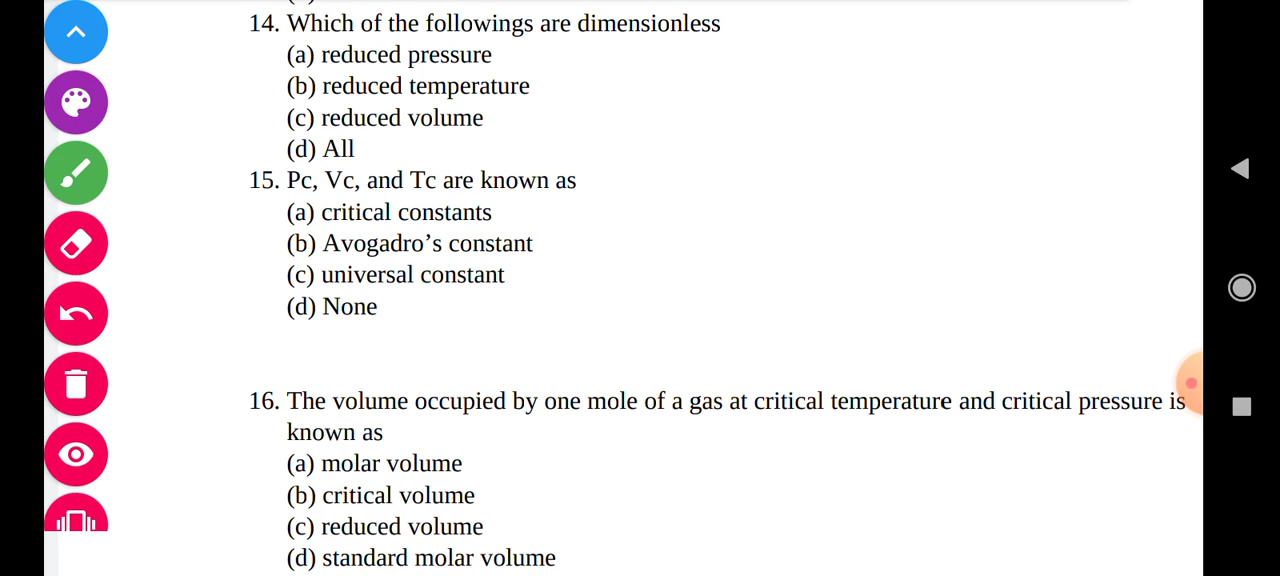 14. Which of the followings are dimensionless
(a) reduced pressure
(b) reduced temperature
(c) reduced volume
(d) All
15. Pc, Vc, and Tc are known as
(a) critical constants
(b) Avogadro’s constant
(c) universal constant
(d) None
16. The volume occupied by one mole of a gas at critical temperature and critical pressure is
known as
(a) molar volume
(b) critical volume
(c) reduced volume
(d) standard molar volume